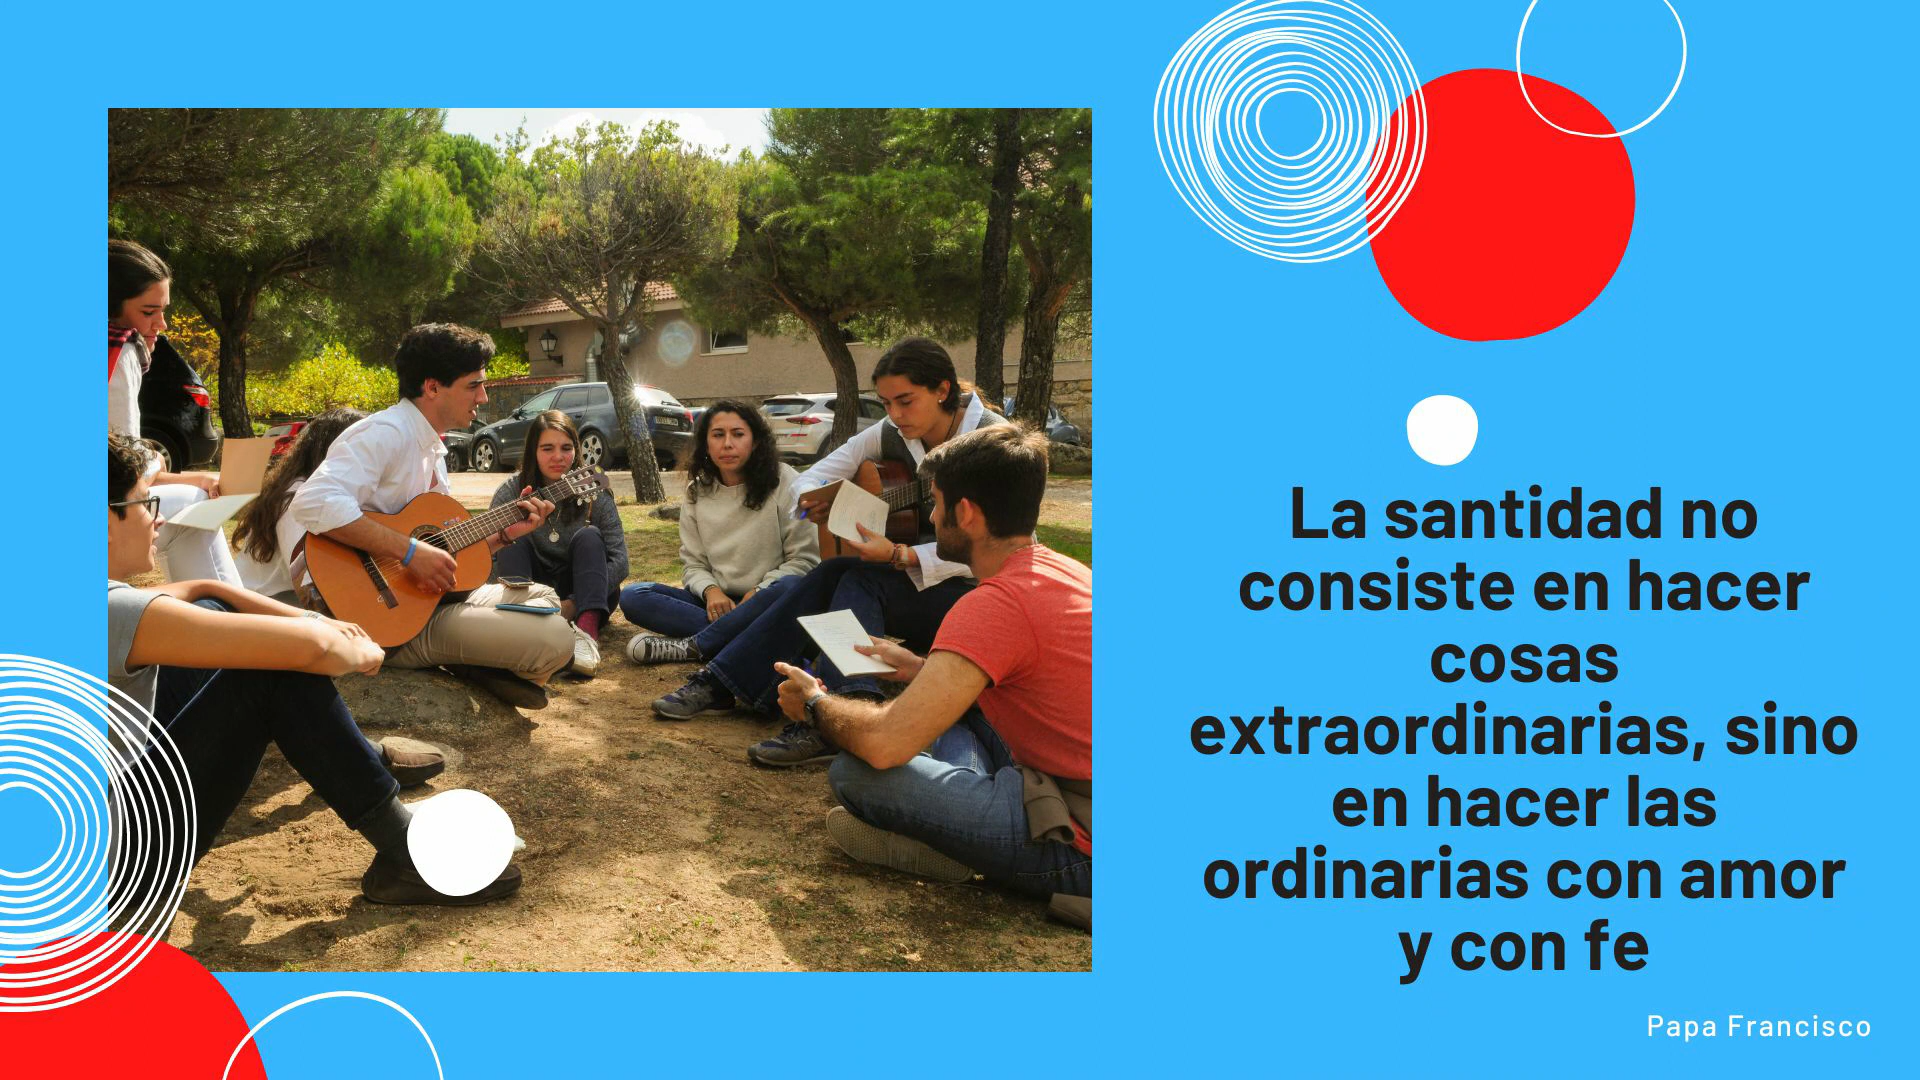 La santidad no
consiste en hacer
cosas
extraordinarias, sino
en hacer las
ordinarias con amor
y con fe
Papa Francisco